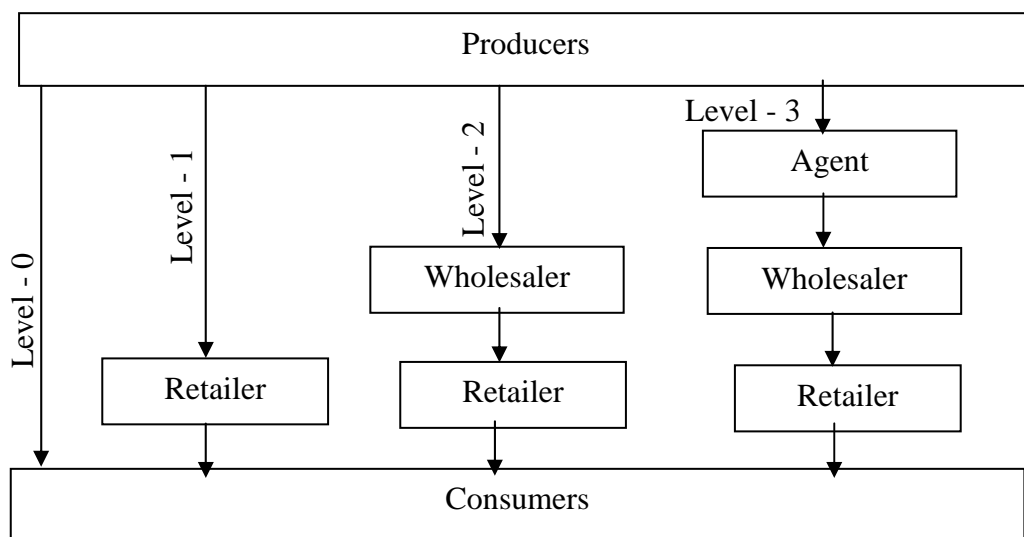 Producers
Level - 0
Level - 1
Level - 2
Level - 3
Agent
Wholesaler
Wholesaler
Retailer
Retailer
Retailer
Consumers